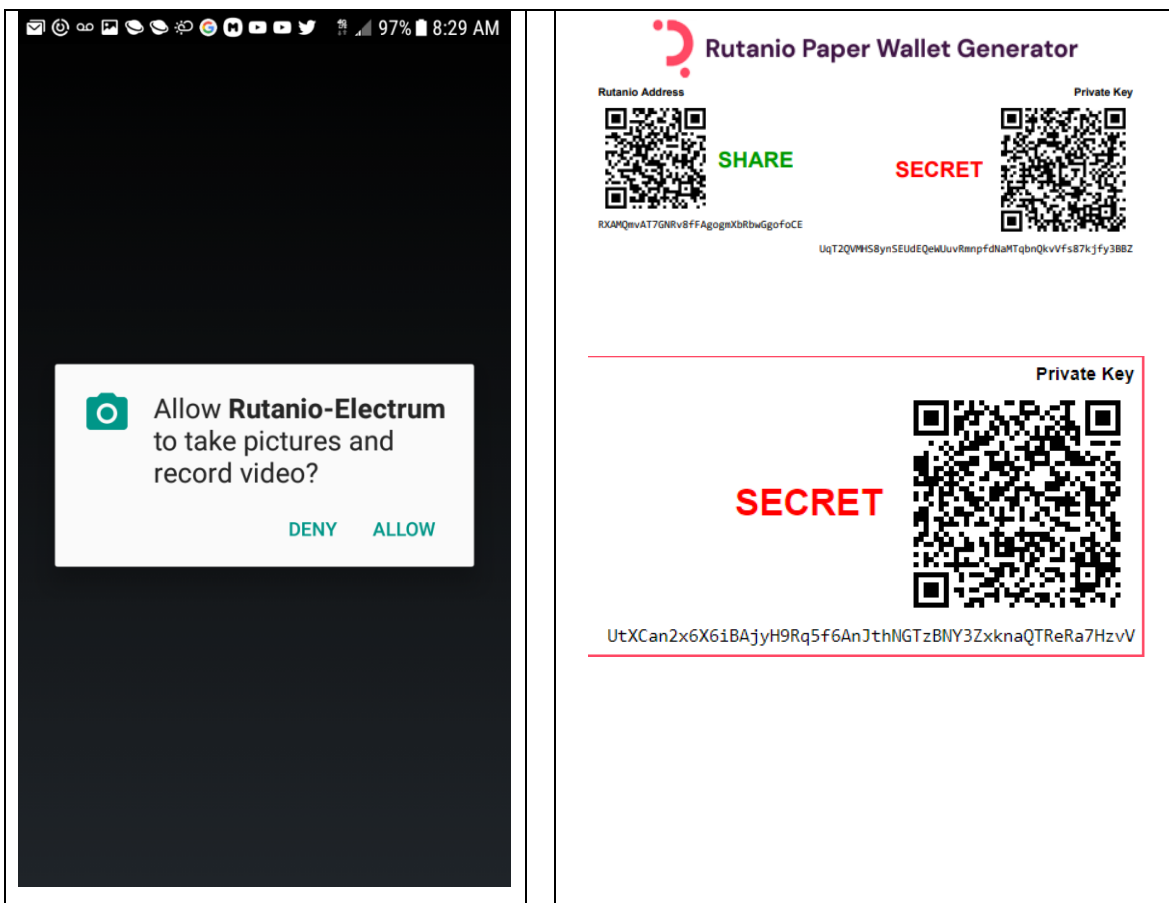 97% 8:29 AM
Allow Rutanio-Electrum
to take pictures and
record video?
DENY ALLOW
Rutanio Paper Wallet Generator
Rutanio Address Private Key
SHARE
SECRET
RXAMQmvAT7GNRv8fFAgogmXbRbwGgofoCE
UqT2QVMHS8ynSEUdEQeWUuvRmnpfdNaMTqbnQkvVfs87kjfy3BBZ
Private Key
SECRET
UtXCan2x6X6iBAjyH9Rq5f6AnJthNGTzBNY3ZxknaQTReRa7HzvV